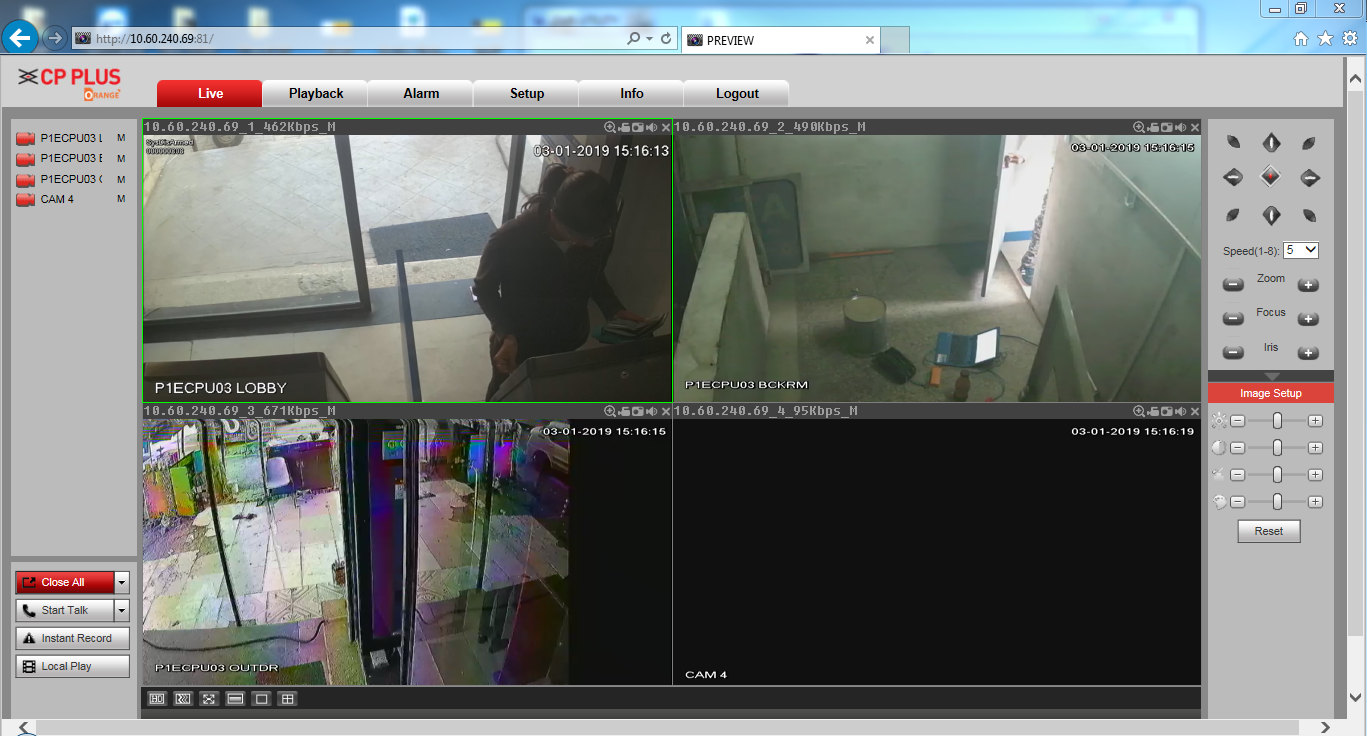 http://10.60.240.69:81/
PREVIEW
CP PLUS
ORANGE
Live
Playback
Alarm
Setup
Info
Logout
P1ECPU03 L M
P1ECPU03 E M
P1ECPU03 ( M
CAM 4 M
10.60.240.69_1_462Kbps_M
SysDisArmed
03-01-2019 15:16:13
P1ECPU03 LOBBY
10.60.240.69_2_490Kbps_M
03-01-2019 15:16:15
P1ECPU03 BCKRM
10.60.240.69_3_671Kbps_M
03-01-2019 15:16:15
P1ECPU03 OUTDR
10.60.240.69_4_95Kbps_M
03-01-2019 15:16:19
CAM 4
Speed(1-8): 5
Zoom
Focus
Iris
Image Setup
Reset
Close All
Start Talk
Instant Record
Local Play
HD